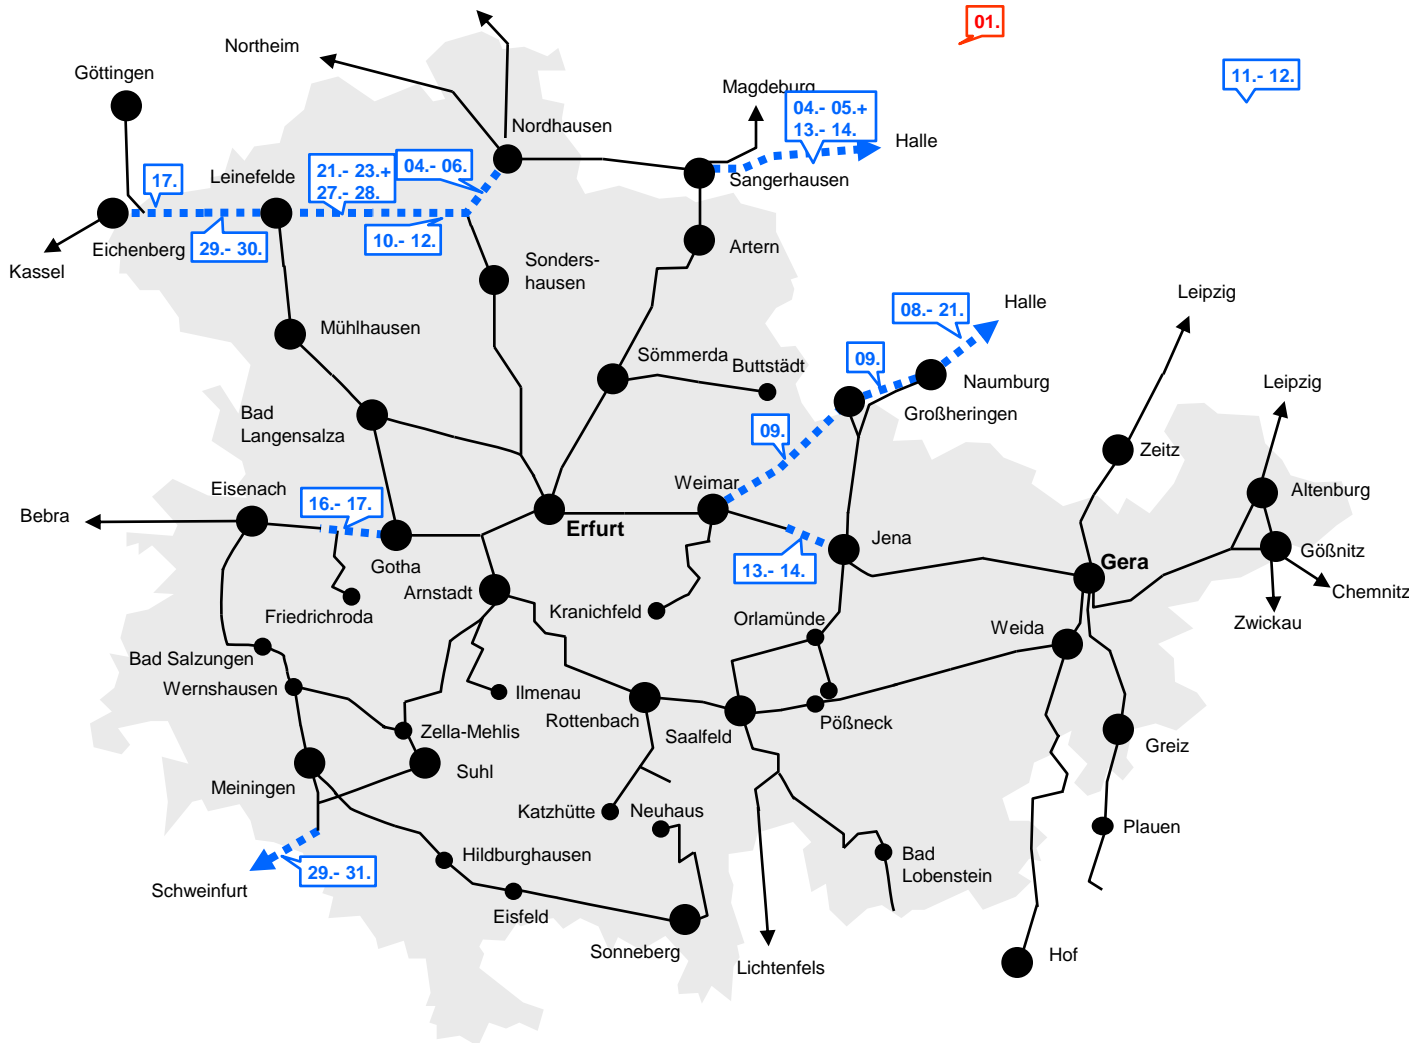 01.
Northeim
Göttingen
11.- 12.
Magdeburg
04.- 05.+
13.- 14.
Nordhausen
Halle
21.- 23.+
27.- 28.
04.- 06.
17.
Leinefelde
Sangerhausen
Eichenberg
29.- 30.
10.- 12.
Artern
Kassel
Sonders-
hausen
Leipzig
Halle
08.- 21.
Mühlhausen
Sömmerda
Buttstädt
09.
Naumburg
Leipzig
Bad
Langensalza
Großheringen
09.
Zeitz
Eisenach
Weimar
Altenburg
Bebra
16.- 17.
Erfurt
Jena
Gößnitz
Gotha
13.- 14.
Gera
Chemnitz
Arnstadt
Friedrichroda
Kranichfeld
Orlamünde
Zwickau
Weida
Bad Salzungen
Wernshausen
Ilmenau
Rottenbach
Pößneck
Zella-Mehlis
Saalfeld
Greiz
Suhl
Meiningen
Katzhütte
Neuhaus
Plauen
Hildburghausen
Bad
Lobenstein
29.- 31.
Schweinfurt
Eisfeld
Sonneberg
Lichtenfels
Hof